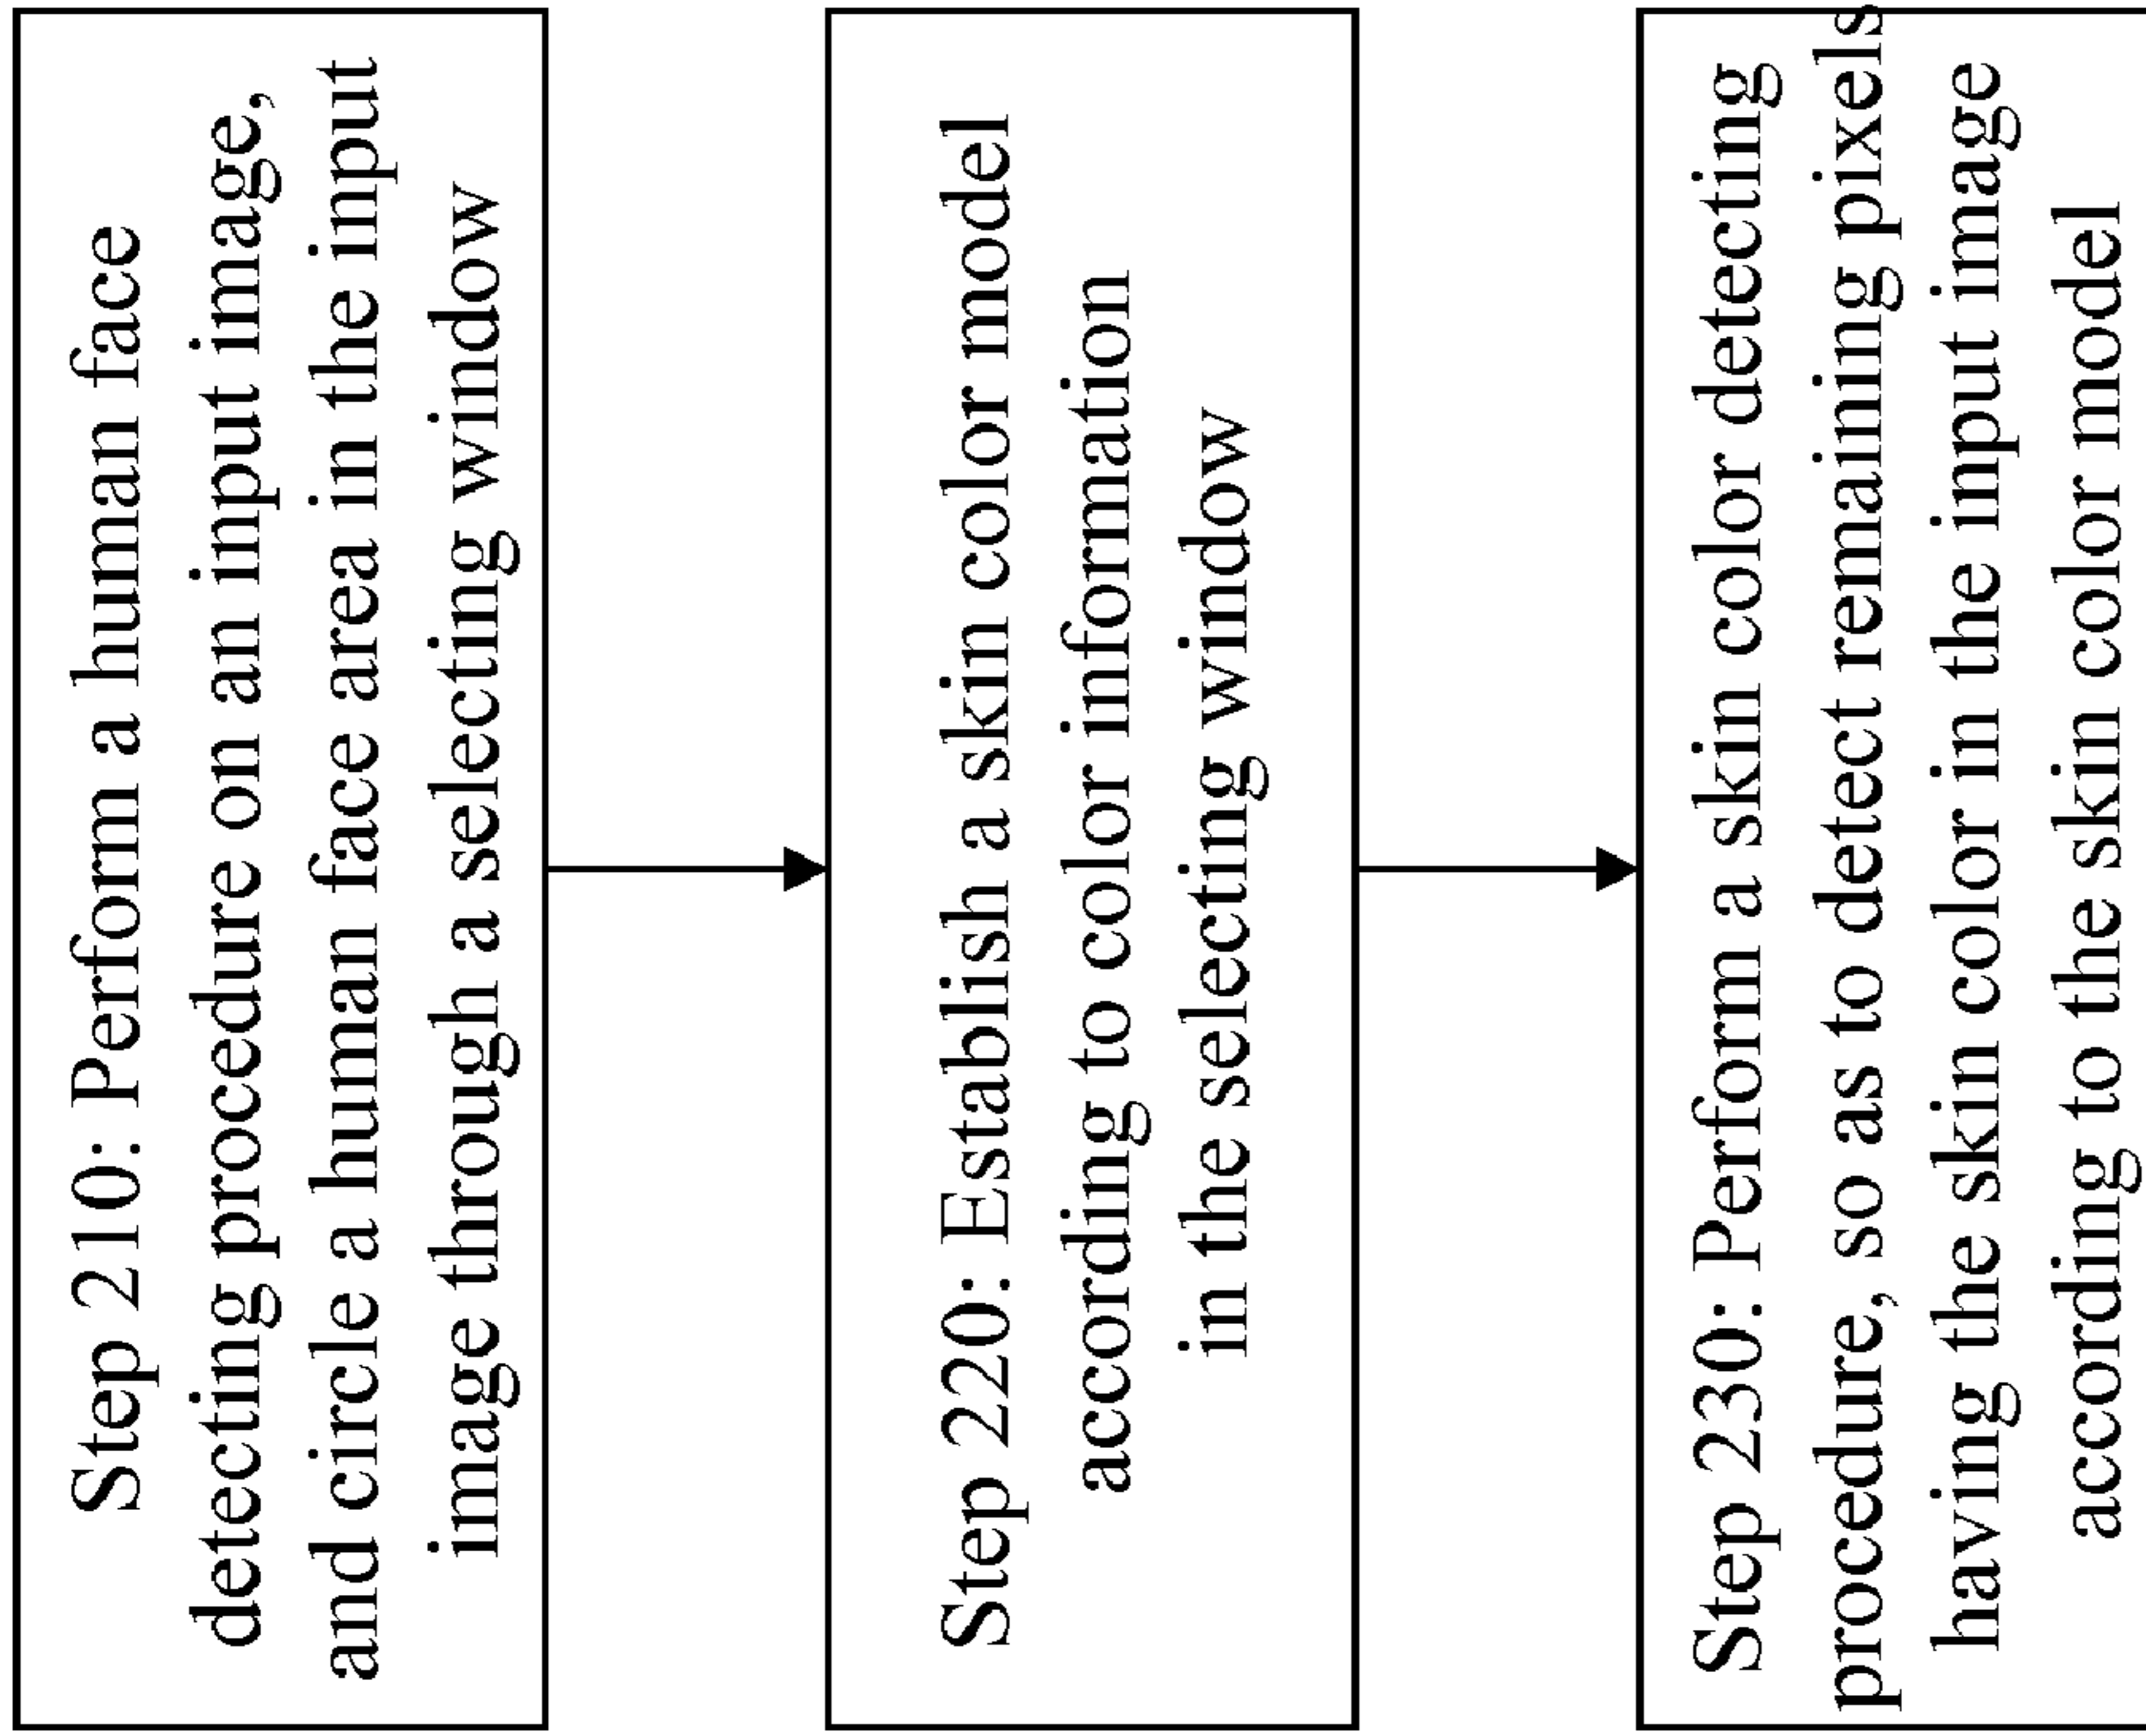 Step 210: Perform a human face
detecting procedure on an input image,
and circle a human face area in the input
image through a selecting window
Step 220: Establish a skin color model
according to color information
in the selecting window
Step 230: Perform a skin color detecting
procedure, so as to detect remaining pixels
having the skin color in the input image
according to the skin color model